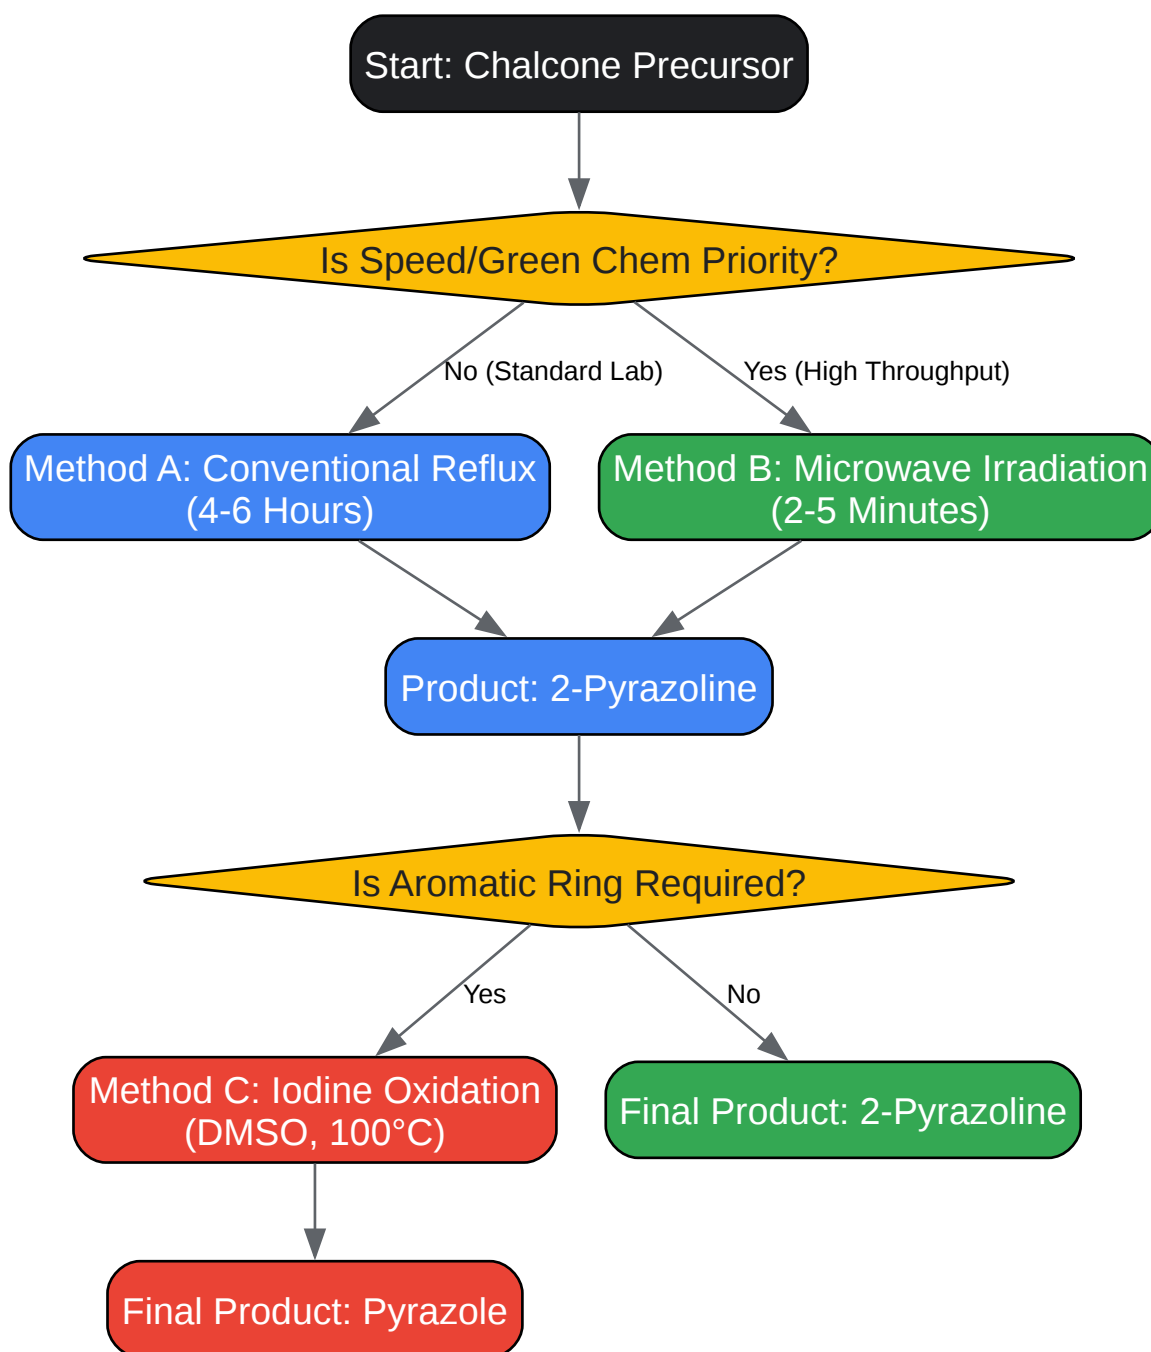 Start: Chalcone Precursor
Is Speed/Green Chem Priority?
No (Standard Lab)
Yes (High Throughput)
Method A: Conventional Reflux
(4-6 Hours)
Method B: Microwave Irradiation
(2-5 Minutes)
Product: 2-Pyrazoline
Is Aromatic Ring Required?
Yes
No
Method C: Iodine Oxidation
(DMSO, 100°C)
Final Product: 2-Pyrazoline
Final Product: Pyrazole